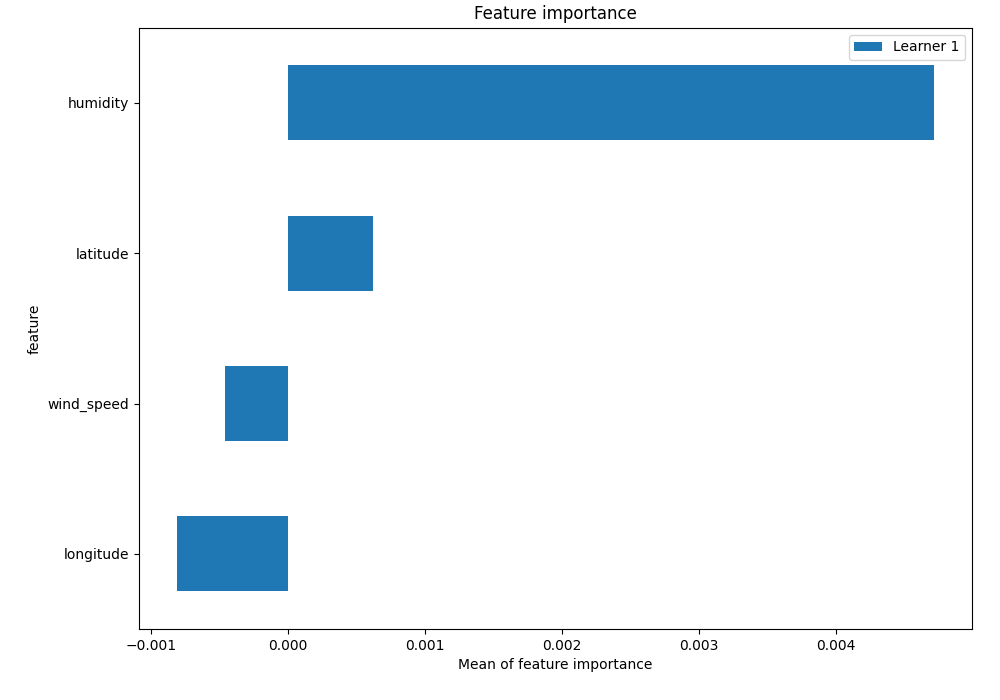 Feature importance
Learner 1
humidity
latitude
wind_speed
longitude
feature
−0.001 0.000 0.001 0.002 0.003 0.004
Mean of feature importance